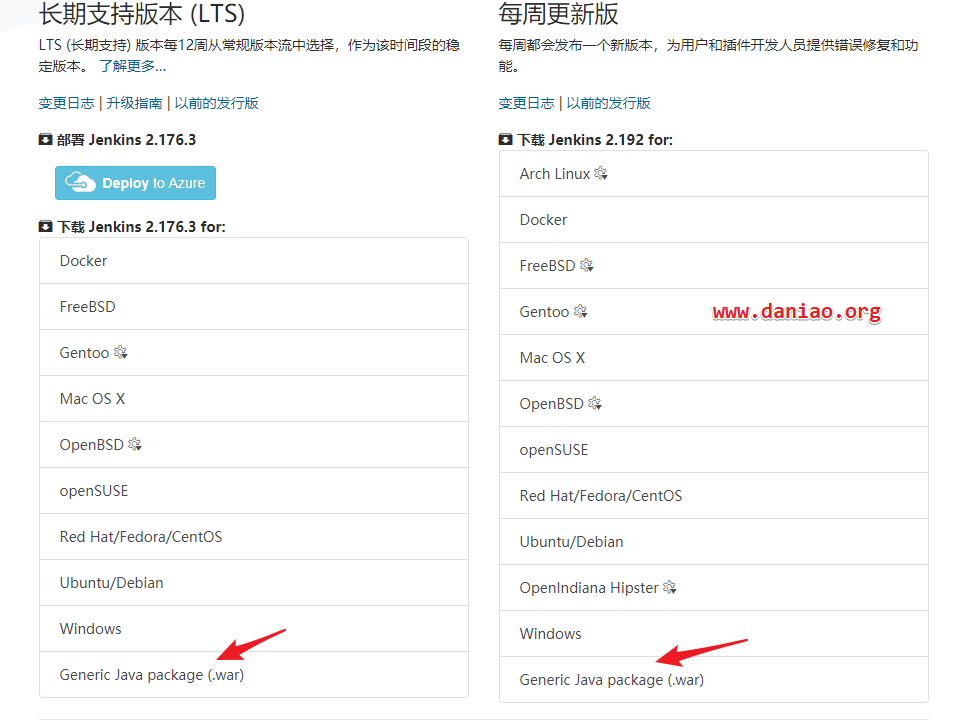 长期支持版本 (LTS)
LTS (长期支持) 版本每12周从常规版本流中选择，作为该时间段的稳
定版本。 了解更多...
变更日志 | 升级指南 | 以前的发行版
部署 Jenkins 2.176.3
Deploy to Azure
下载 Jenkins 2.176.3 for:
Docker
FreeBSD
Gentoo
Mac OS X
OpenBSD
openSUSE
Red Hat/Fedora/CentOS
Ubuntu/Debian
Windows
Generic Java package (.war)
每周更新版
每周都会发布一个新版本，为用户和插件开发人员提供错误修复和功
能。
变更日志 | 以前的发行版
下载 Jenkins 2.192 for:
Arch Linux
Docker
FreeBSD
Gentoo
www.daniao.org
Mac OS X
OpenBSD
openSUSE
Red Hat/Fedora/CentOS
Ubuntu/Debian
OpenIndiana Hipster
Windows
Generic Java package (.war)